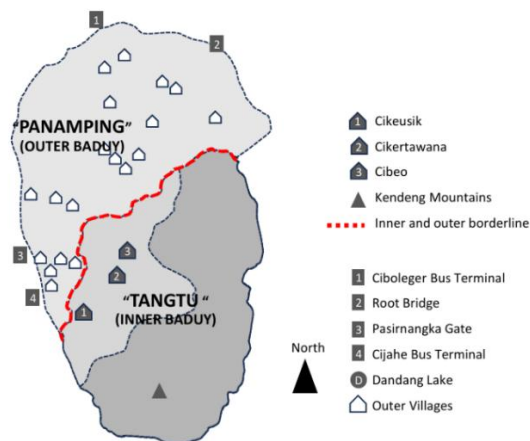 1
2
"PANAMPING"
(OUTER BADUY)
3
4
3
2
1
"TANGTU "
(INNER BADUY)
North
1 Cikeusik
2 Cikertawana
3 Cibeo
Kendeng Mountains
Inner and outer borderline
1 Ciboleger Bus Terminal
2 Root Bridge
3 Pasirnangka Gate
4 Cijahe Bus Terminal
D Dandang Lake
Outer Villages